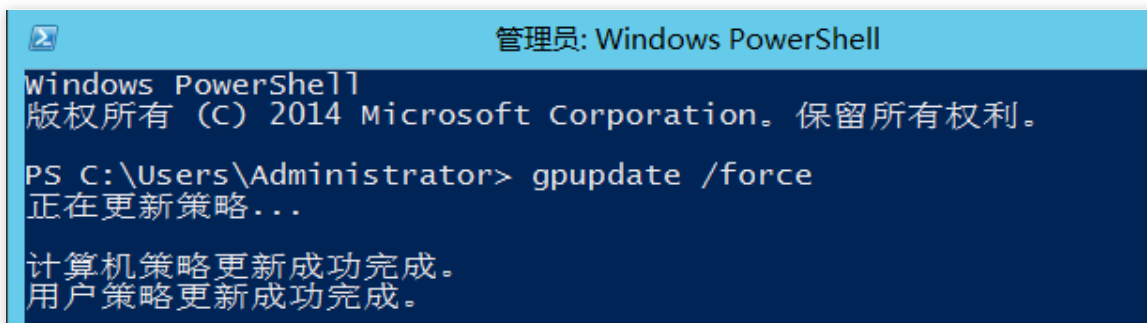 管理员: Windows PowerShell
Windows PowerShell
版权所有 (C) 2014 Microsoft Corporation。保留所有权利。
PS C:\Users\Administrator> gpupdate /force
正在更新策略...
计算机策略更新成功完成。
用户策略更新成功完成。